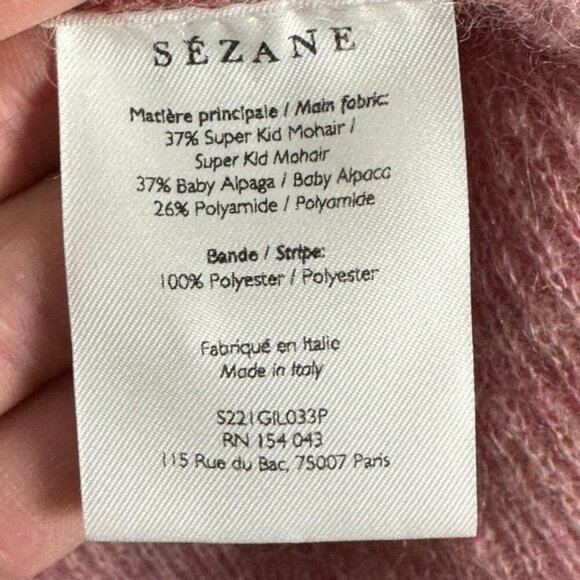 SÉZANE
Matière principale / Main fabric:
37% Super Kid Mohair /
Super Kid Mohair
37% Baby Alpaga / Baby Alpaca
26% Polyamide / Polyamide
Bande / Stripe:
100% Polyester / Polyester
Fabriqué en Italie
Made in Italy
S221GIL033P
RN 154 043
115 Rue du Bac, 75007 Paris